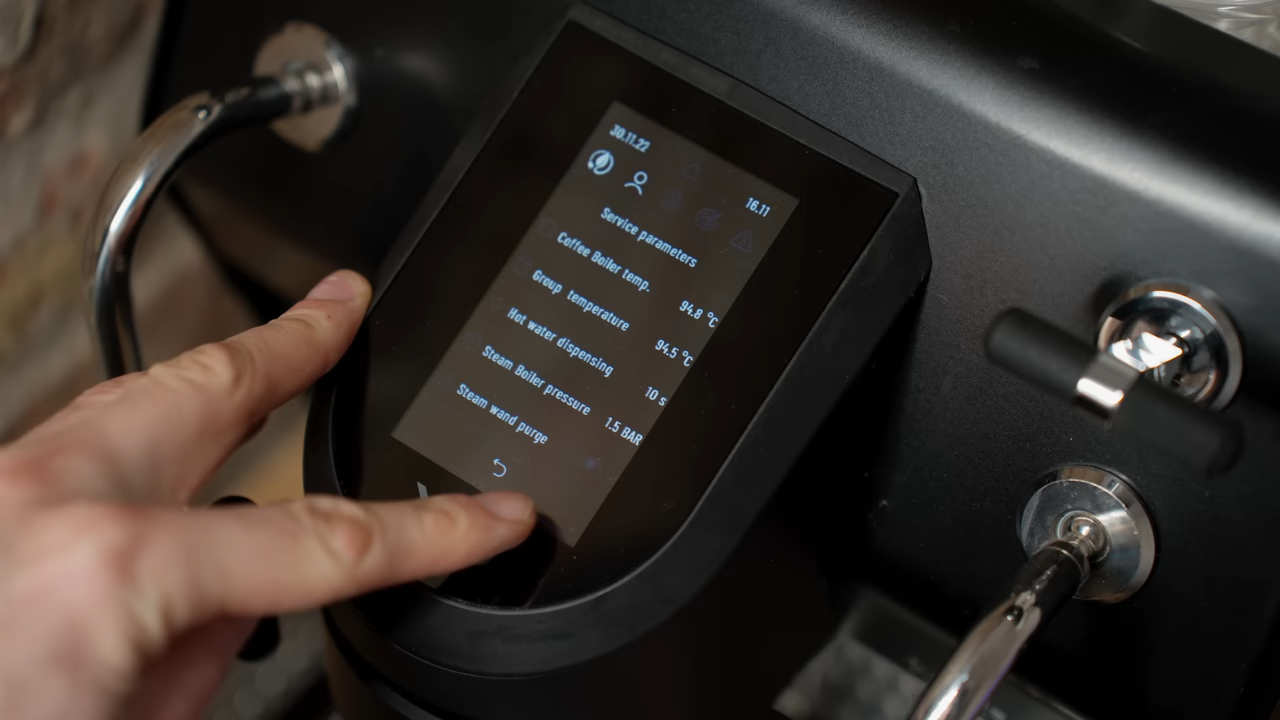 30.11.22
16.11
Service parameters
Coffee Boiler temp. 94.8 °C
Group temperature 94.5 °C
Hot water dispensing 10 s
Steam Boiler pressure 1.5 BAR
Steam wand purge